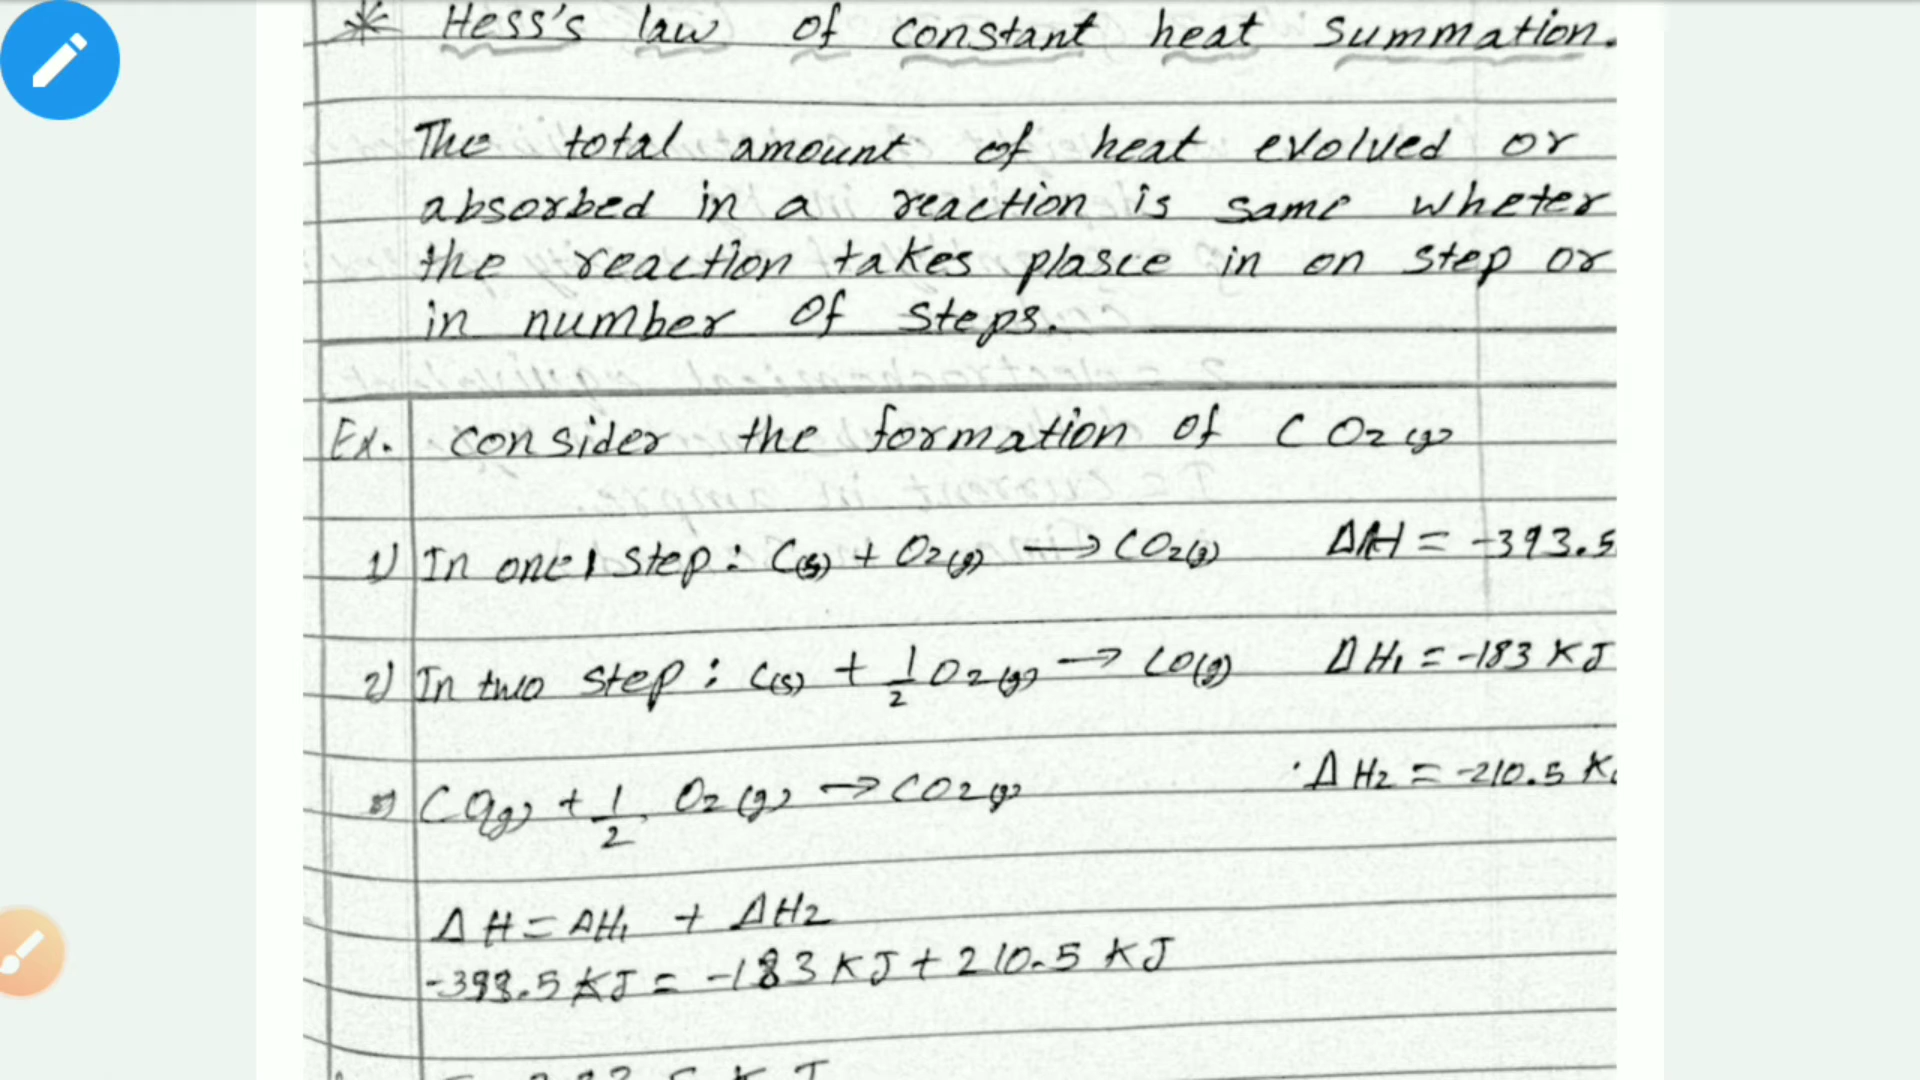 * Hess's law of constant heat summation.
The total amount of heat evolved or
absorbed in a reaction is same wheter
the reaction takes plasce in on step or
in number of steps.
Ex. consider the formation of CO2(g)
1) In one 1 step : C(s) + O2(g) → CO2(g) ΔH = -393.5
2) In two step : C(s) + 1/2 O2(g) → CO(g) ΔH1 = -183 KJ
CO(g) + 1/2 O2(g) → CO2(g) ΔH2 = -210.5 K
ΔH = ΔH1 + ΔH2
-393.5 KJ = -183 KJ + 210.5 KJ